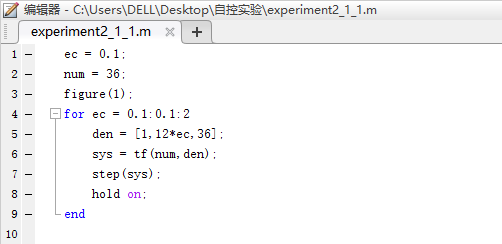 编辑器 - C:\Users\DELL\Desktop\自控实验\experiment2_1_1.m
experiment2_1_1.m × +
1 — ec = 0.1;
2 — num = 36;
3 — figure(1);
4 — for ec = 0.1:0.1:2
5 — den = [1,12*ec,36];
6 — sys = tf(num,den);
7 — step(sys);
8 — hold on;
9 — end
10